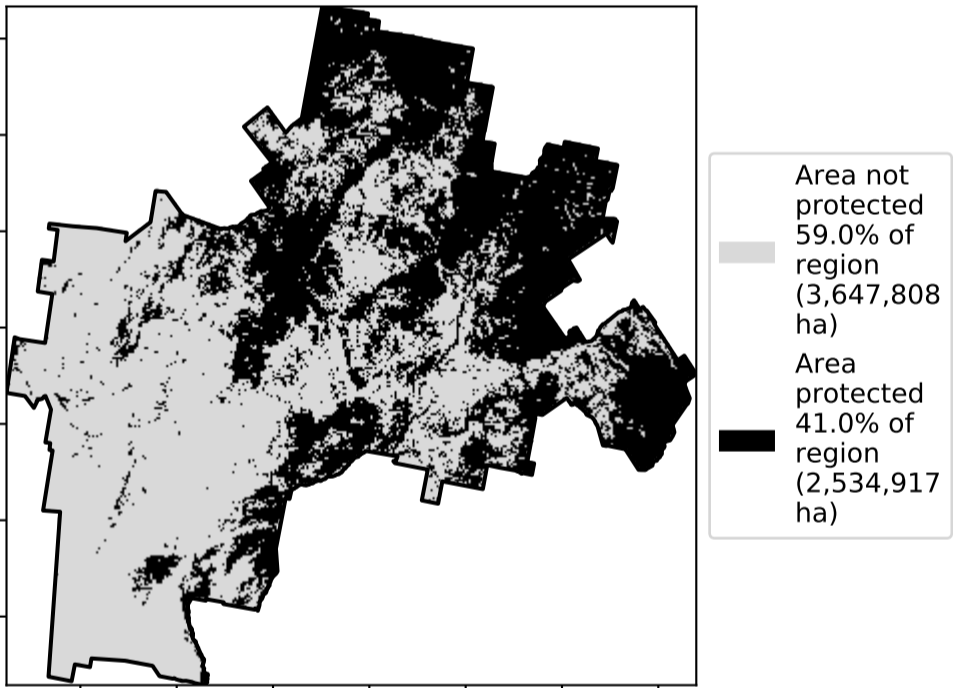 Area not
protected
59.0% of
region
(3,647,808
ha)
Area
protected
41.0% of
region
(2,534,917
ha)